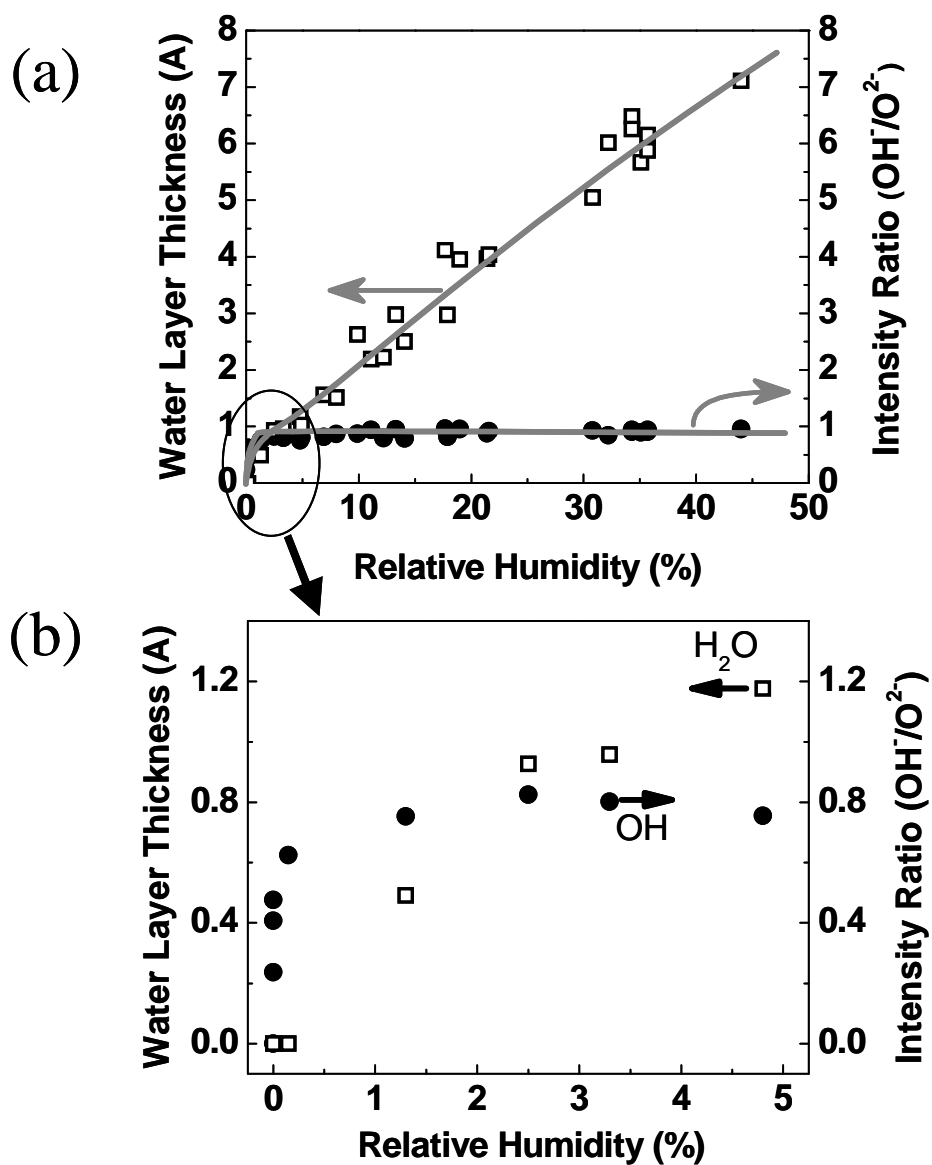 (a)
Water Layer Thickness (A)
8
7
6
5
4
3
2
1
0
8
7
6
5
4
3
2
1
0
Intensity Ratio (OH⁻/O²⁻)
0 10 20 30 40 50
Relative Humidity (%)
(b)
Water Layer Thickness (A)
1.2
0.8
0.4
0.0
H₂O
OH
1.2
0.8
0.4
0.0
Intensity Ratio (OH⁻/O²⁻)
0 1 2 3 4 5
Relative Humidity (%)